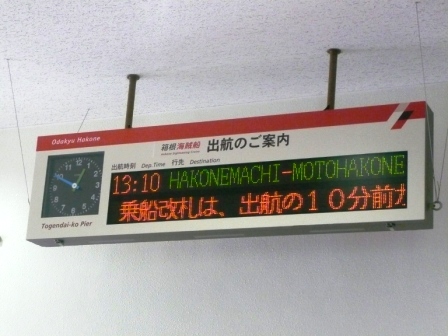 Odakyu Hakone
箱根海賊船 出航のご案内
出航時刻 Dep Time 行先 Destination
13:10 HAKONEMACHI-MOTOHAKONE
乗船改札は、出航の10分前か
Togendai-ko Pier